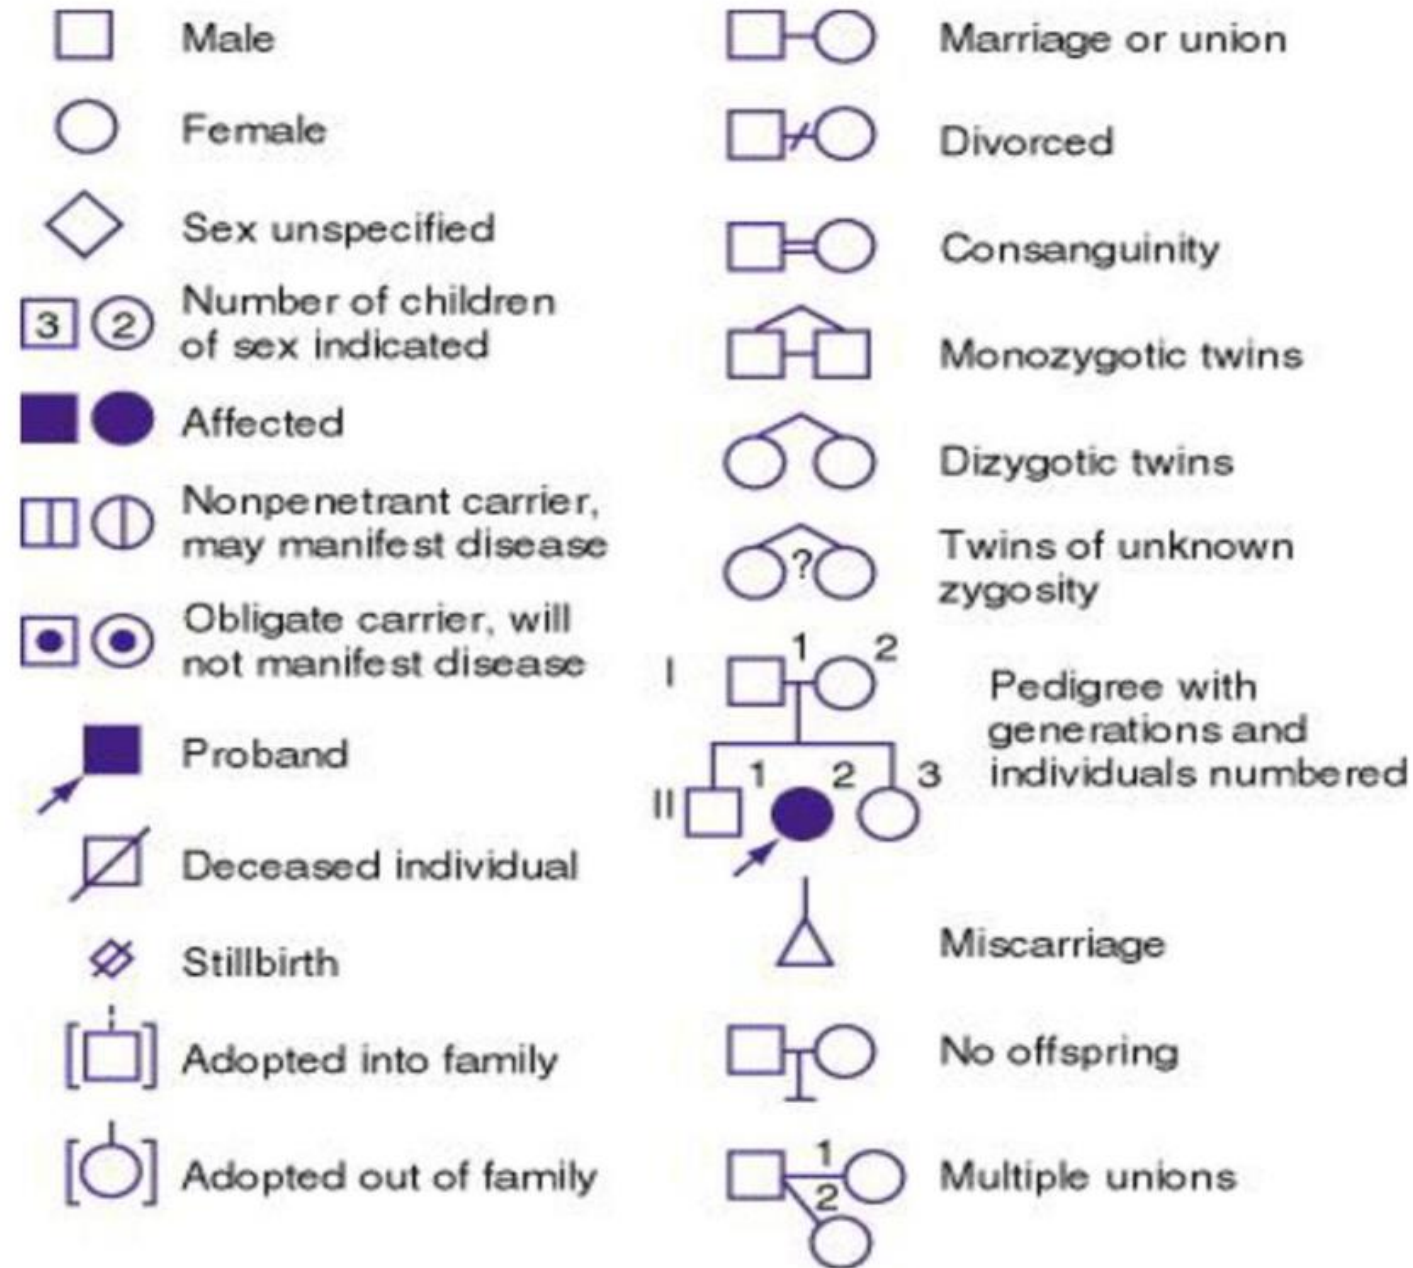 Male
Female
Sex unspecified
3 2
Number of children
of sex indicated
Affected
Nonpenetrant carrier,
may manifest disease
Obligate carrier, will
not manifest disease
Proband
Deceased individual
Stillbirth
Adopted into family
Adopted out of family
Marriage or union
Divorced
Consanguinity
Monozygotic twins
Dizygotic twins
?
Twins of unknown
zygosity
1 2
I
1 2 3
II
Pedigree with
generations and
individuals numbered
Miscarriage
No offspring
1
2
Multiple unions